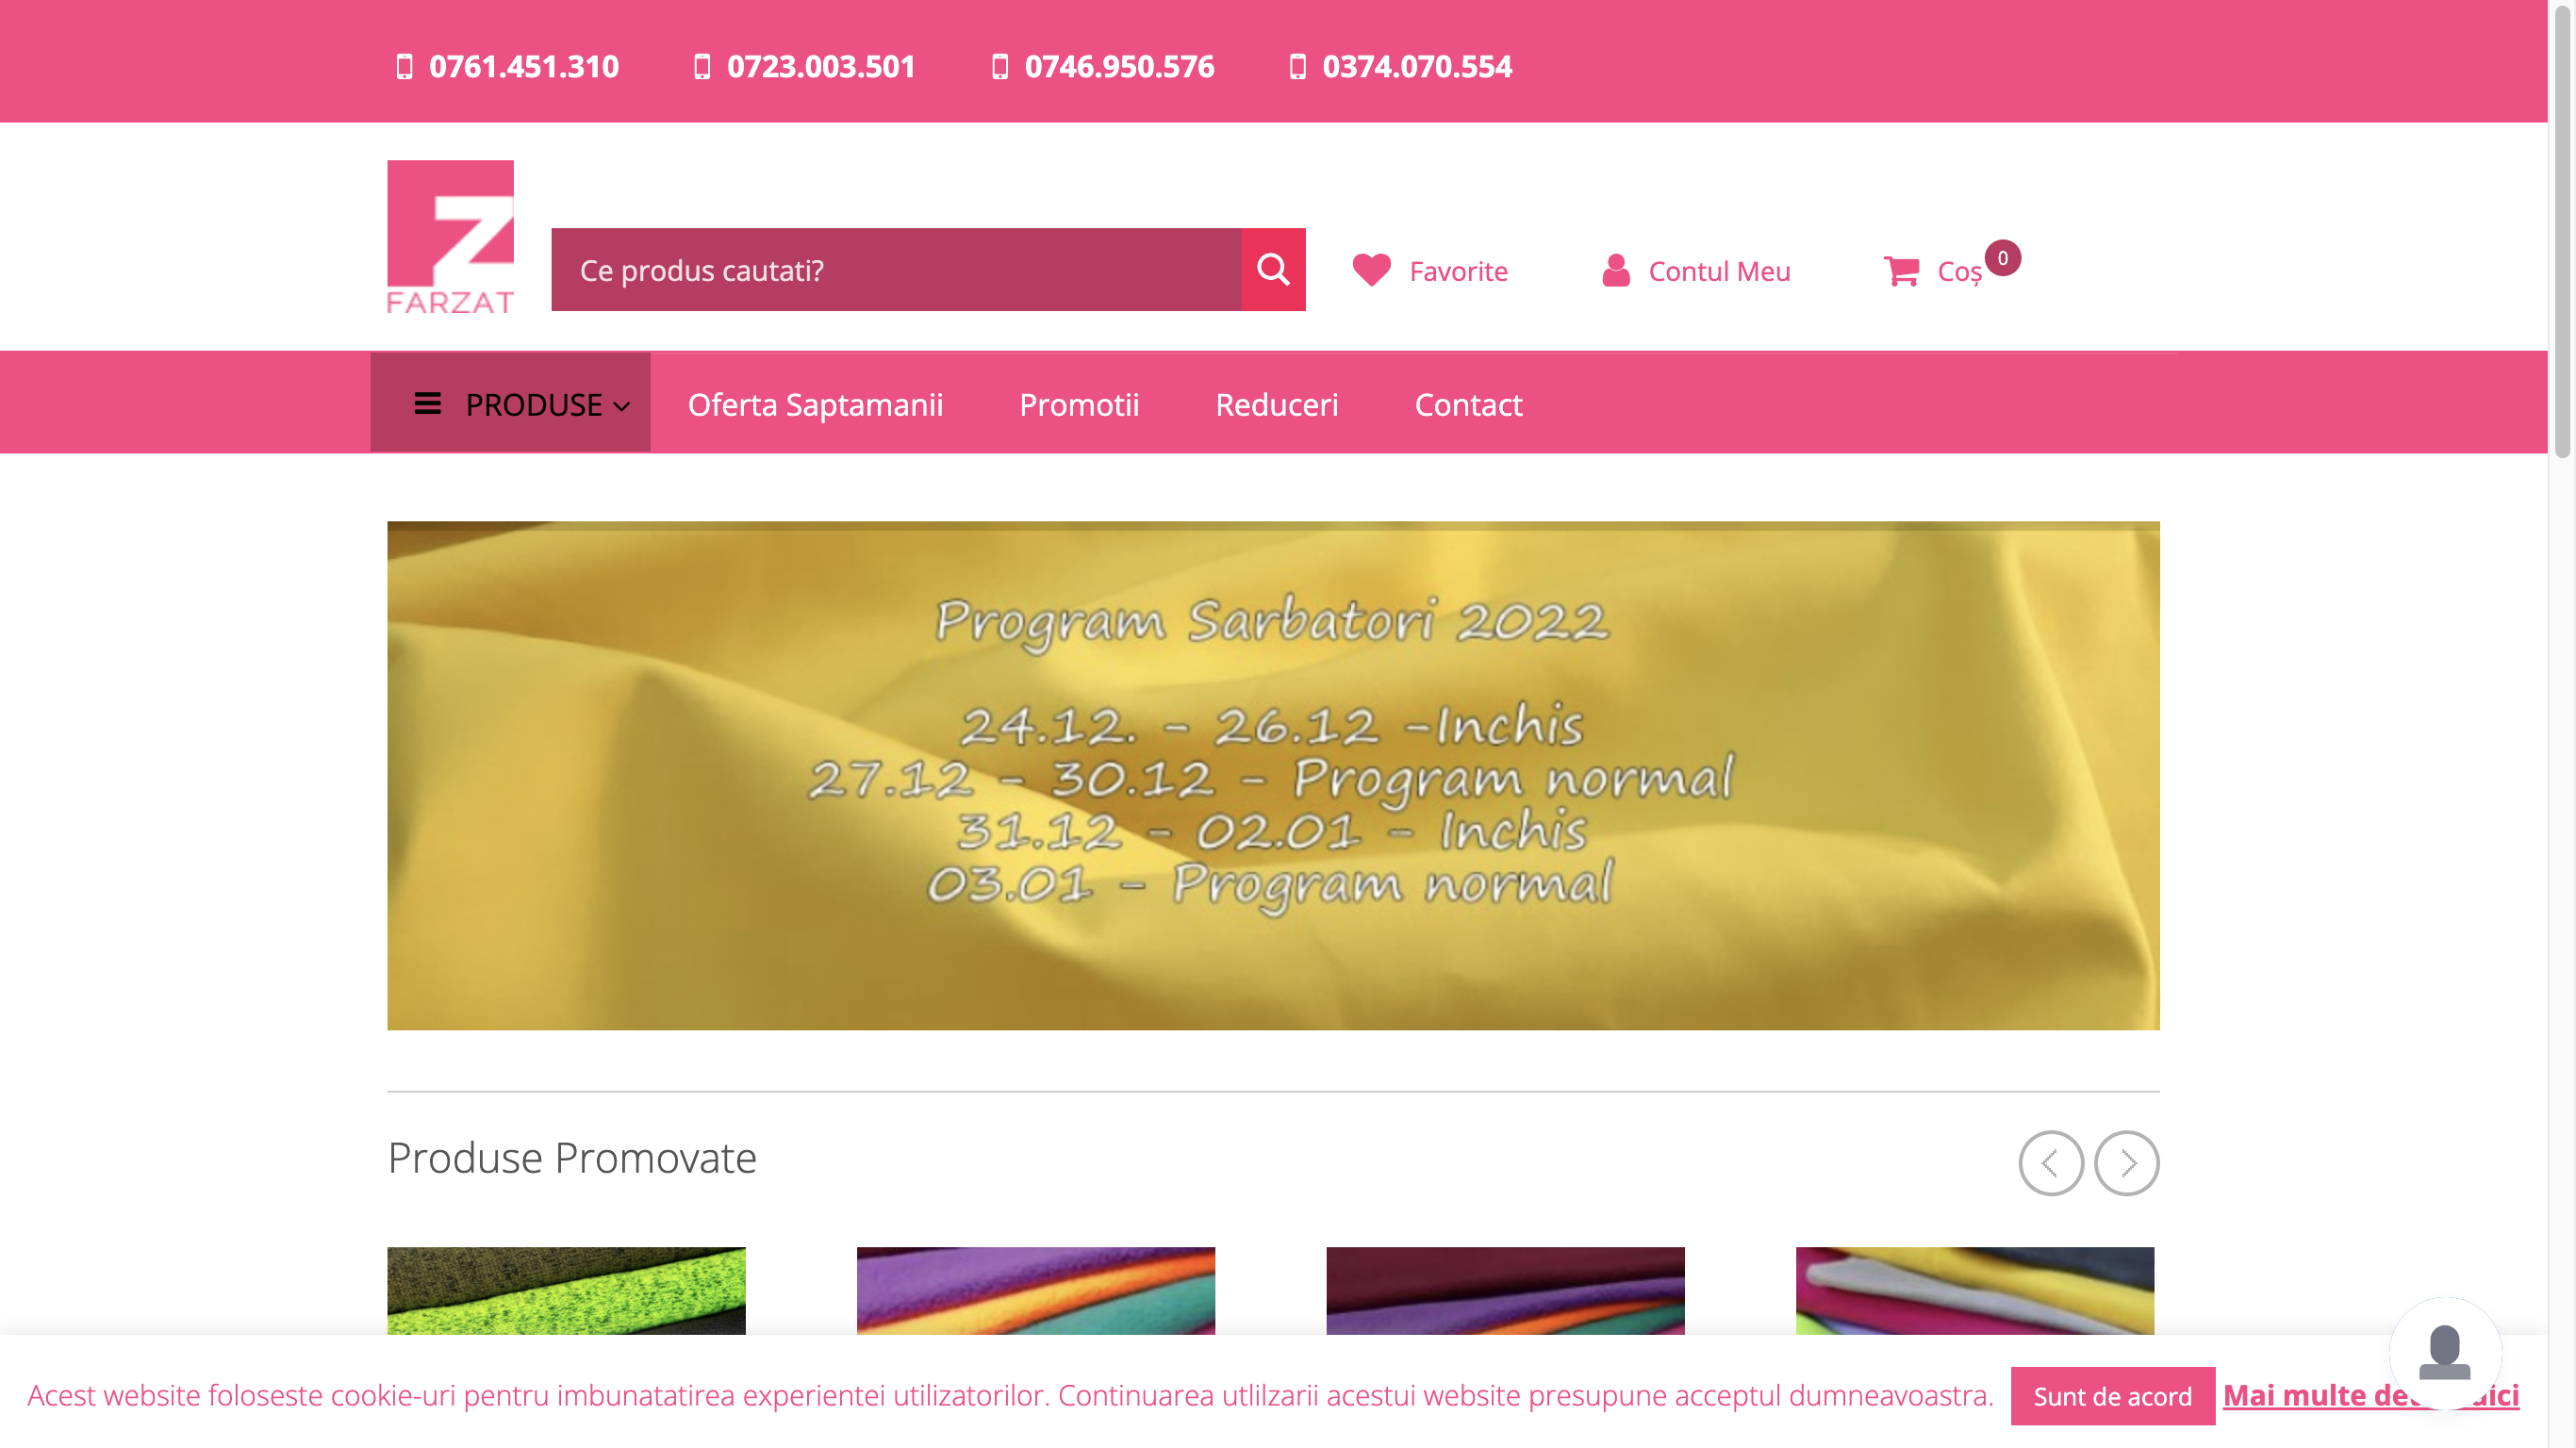 0761.451.310 0723.003.501 0746.950.576 0374.070.554
FARZAT
Ce produs cautati?
Favorite
Contul Meu
Coș 0
PRODUSE Oferta Saptamanii Promotii Reduceri Contact
Program Sarbatori 2022
24.12. - 26.12 -Inchis
27.12 - 30.12 - Program normal
31.12 - 02.01 - Inchis
03.01 - Program normal
Produse Promovate
Acest website foloseste cookie-uri pentru imbunatatirea experientei utilizatorilor. Continuarea utlilzarii acestui website presupune acceptul dumneavoastra. Sunt de acord Mai multe